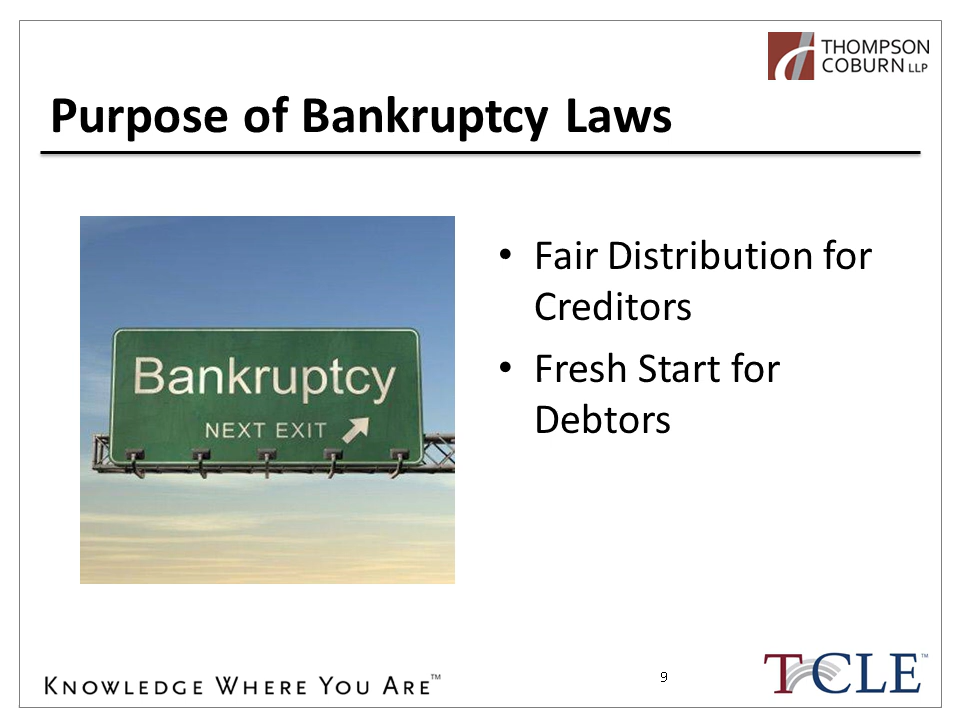 THOMPSON
COBURN LLP
Purpose of Bankruptcy Laws
Bankruptcy
NEXT EXIT
• Fair Distribution for
Creditors
• Fresh Start for
Debtors
KNOWLEDGE WHERE YOU ARE™
9
TCLE™